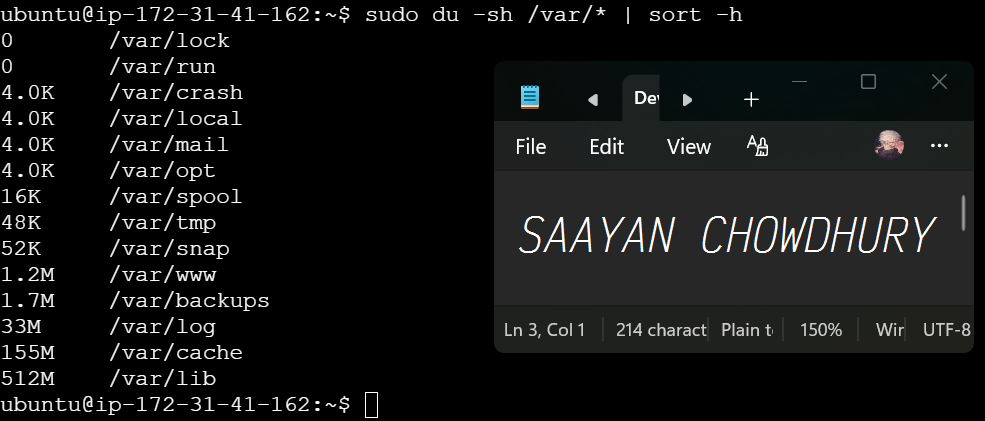 ubuntu@ip-172-31-41-162:~$ sudo du -sh /var/* | sort -h
0 /var/lock
0 /var/run
4.0K /var/crash
4.0K /var/local
4.0K /var/mail
4.0K /var/opt
16K /var/spool
48K /var/tmp
52K /var/snap
1.2M /var/www
1.7M /var/backups
33M /var/log
155M /var/cache
512M /var/lib
ubuntu@ip-172-31-41-162:~$
Dev
File Edit View
SAAYAN CHOWDHURY
Ln 3, Col 1 214 charact Plain t 150% Wir UTF-8